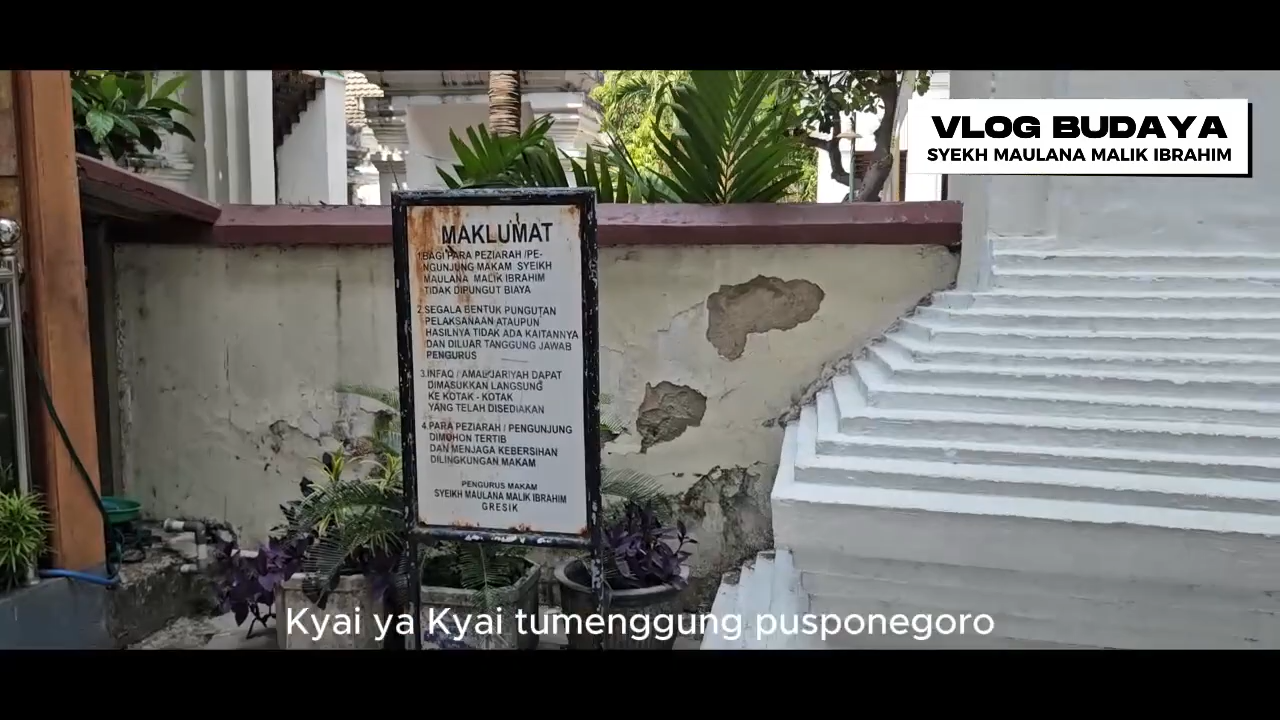 VLOG BUDAYA
SYEKH MAULANA MALIK IBRAHIM
MAKLUMAT
1.BAGI PARA PEZIARAH /PE-
NGUNJUNG MAKAM SYEIKH
MAULANA MALIK IBRAHIM
TIDAK DIPUNGUT BIAYA
2.SEGALA BENTUK PUNGUTAN
PELAKSANAAN ATAUPUN
HASILNYA TIDAK ADA KAITANNYA
DAN DILUAR TANGGUNG JAWAB
PENGURUS
3.INFAQ / AMAL JARIYAH DAPAT
DIMASUKKAN LANGSUNG
KE KOTAK - KOTAK
YANG TELAH DISEDIAKAN
4.PARA PEZIARAH / PENGUNJUNG
DIMOHON TERTIB
DAN MENJAGA KEBERSIHAN
DILINGKUNGAN MAKAM
PENGURUS MAKAM
SYEIKH MAULANA MALIK IBRAHIM
GRESIK
Kyai ya Kyai tumenggung pusponegoro